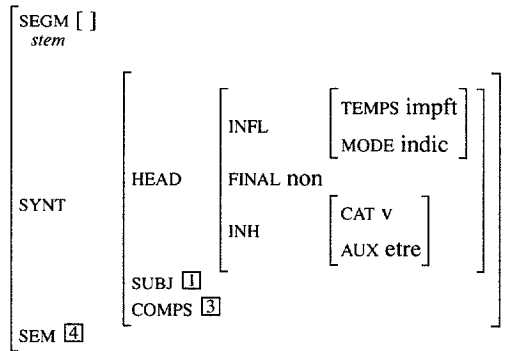 SEGM [ ]
stem
TEMPS impft
INFL
MODE indic
HEAD FINAL non
SYNT
CAT v
INH
AUX etre
SUBJ 1
COMPS 3
SEM 4